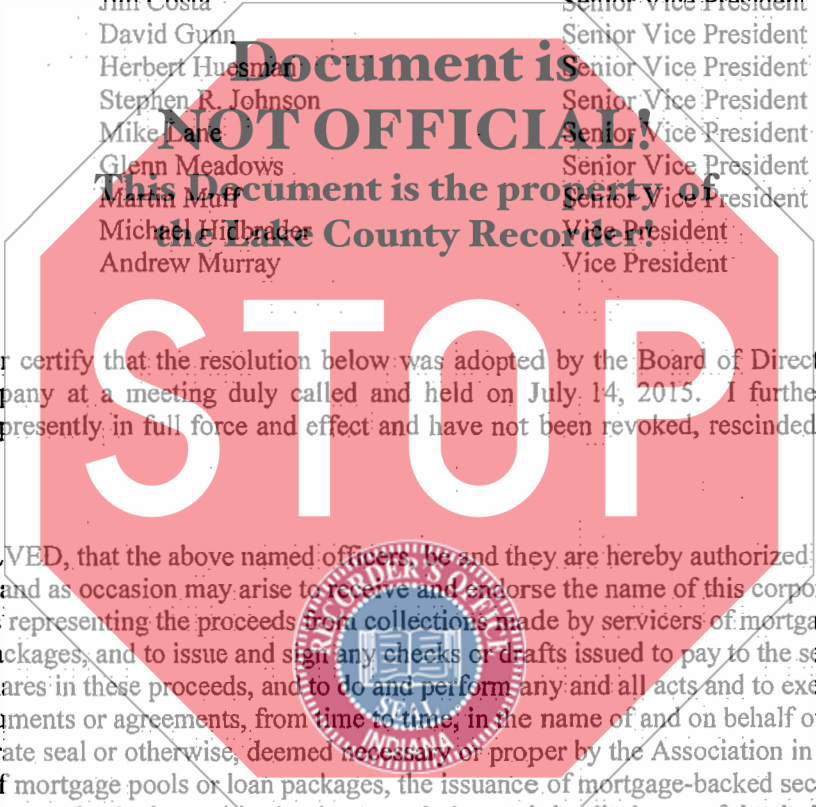 Jim Costa Senior Vice President
David Gunn Senior Vice President
Herbert Huesman Senior Vice President
Stephen R. Johnson Senior Vice President
Mike Lane Senior Vice President
Glenn Meadows Senior Vice President
Martin Muff Senior Vice President
Michael Hidbrader Vice President
Andrew Murray Vice President
Document is
NOT OFFICIAL!
This Document is the property of
the Lake County Recorder!
STOP
r certify that the resolution below was adopted by the Board of Direct
pany at a meeting duly called and held on July 14, 2015. I furthe
presently in full force and effect and have not been revoked, rescinded
VED, that the above named officers, be and they are hereby authorized
and as occasion may arise to receive and endorse the name of this corpo
representing the proceeds from collections made by servicers of mortga
ckages, and to issue and sign any checks or drafts issued to pay to the se
ares in these proceeds, and to do and perform any and all acts and to exe
uments or agreements, from time to time, in the name of and on behalf o
rate seal or otherwise, deemed necessary or proper by the Association in
f mortgage pools or loan packages, the issuance of mortgage-backed sec
RECORDER'S OFFICE
SEAL
INDIANA